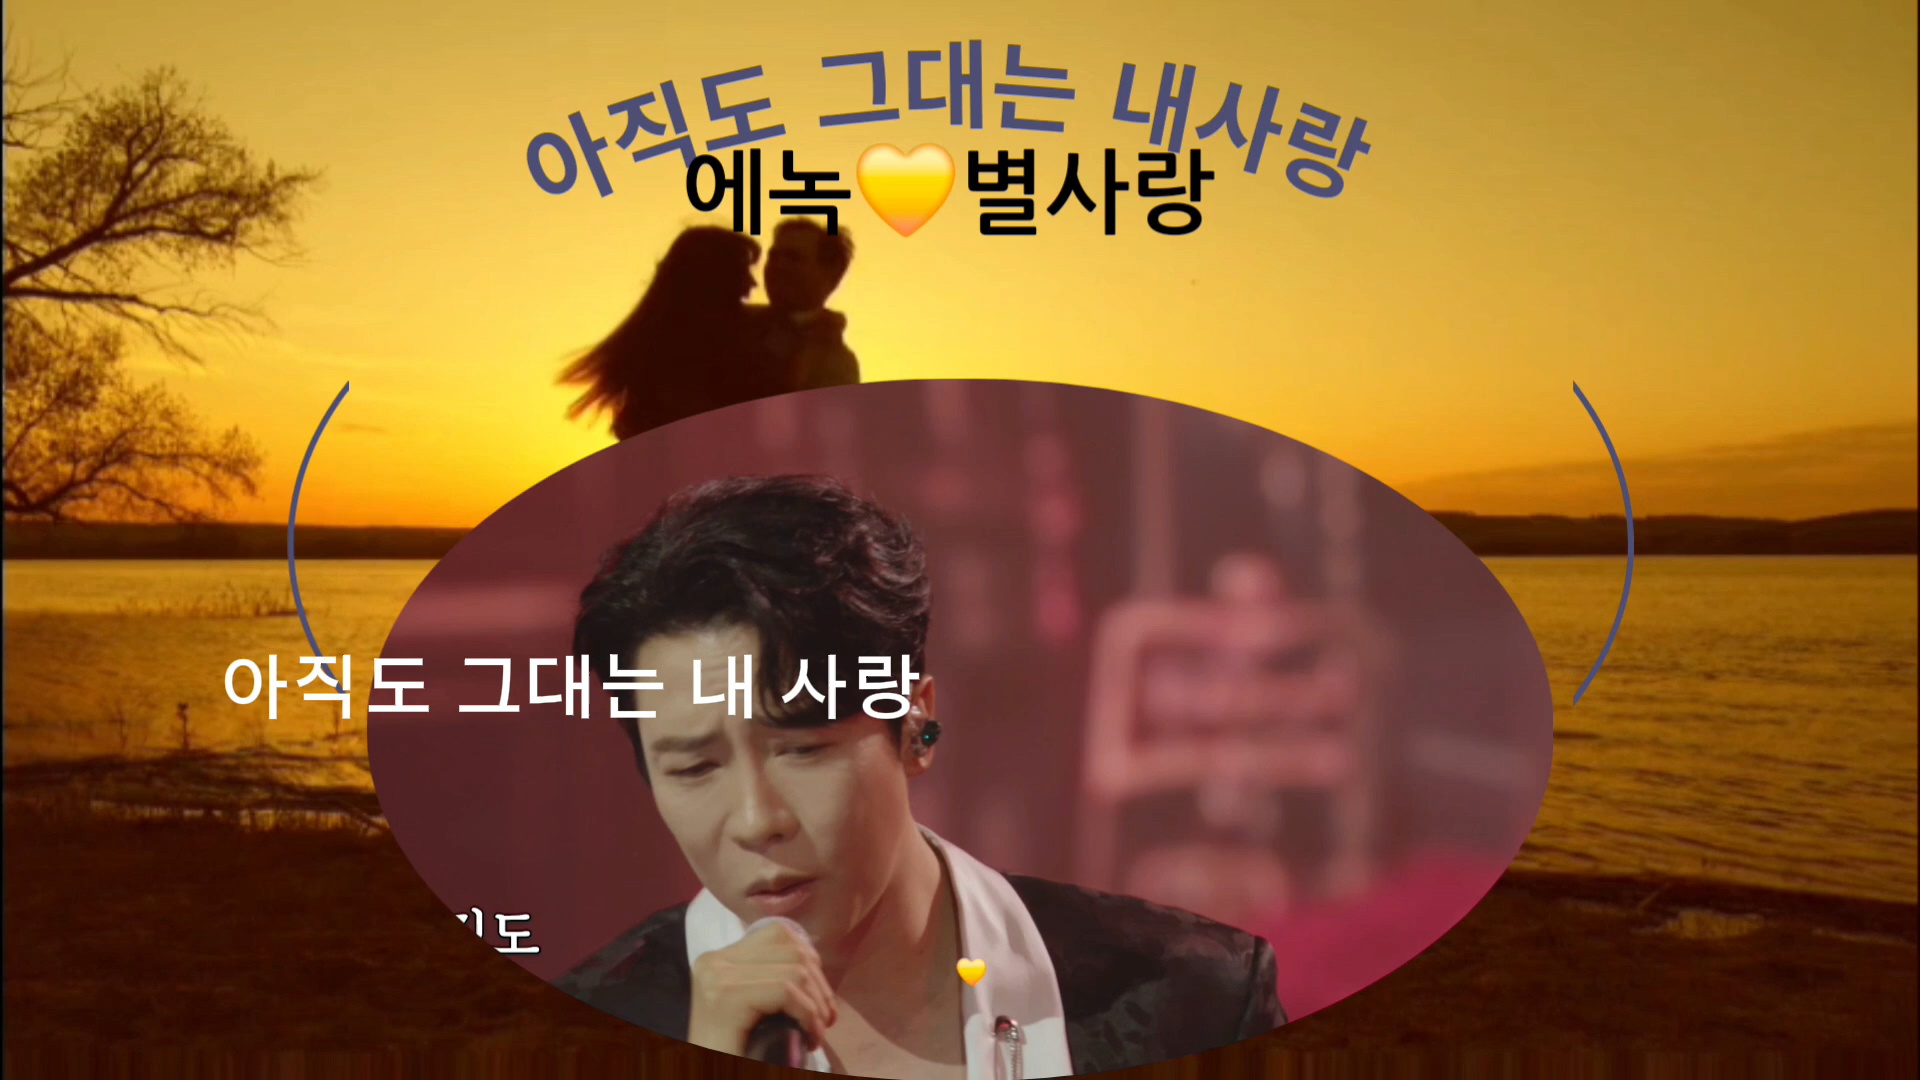 아직도 그대는 내사랑
에녹💛별사랑
아직도 그대는 내 사랑
도